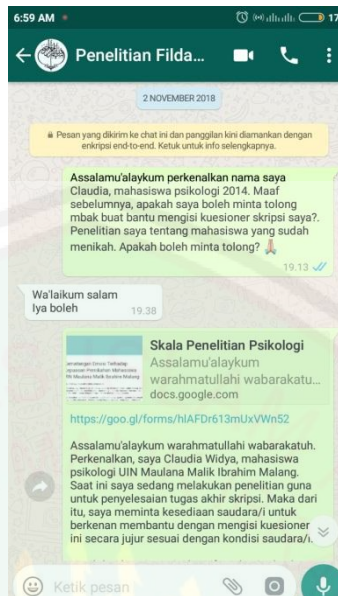 6:59 AM
17
Penelitian Filda...
2 NOVEMBER 2018
Pesan yang dikirim ke chat ini dan panggilan kini diamankan dengan
enkripsi end-to-end. Ketuk untuk info selengkapnya.
Assalamu'alaykum perkenalkan nama saya
Claudia, mahasiswa psikologi 2014. Maaf
sebelumnya, apakah saya boleh minta tolong
mbak buat bantu mengisi kuesioner skripsi saya?.
Penelitian saya tentang mahasiswa yang sudah
menikah. Apakah boleh minta tolong? 🙏
19.13
Wa'laikum salam
Iya boleh
19.38
Skala Penelitian Psikologi
Assalamu'alaykum
warahmatullahi wabarakatu...
docs.google.com
https://goo.gl/forms/hlAFDr613mUxVWn52
Assalamu'alaykum warahmatullahi wabarakatuh.
Perkenalkan, saya Claudia Widya, mahasiswa
psikologi UIN Maulana Malik Ibrahim Malang.
Saat ini saya sedang melakukan penelitian guna
untuk penyelesaian tugas akhir skripsi. Maka dari
itu, saya meminta kesediaan saudara/i untuk
berkenan membantu dengan mengisi kuesioner
ini secara jujur sesuai dengan kondisi saudara/i.
Ketik pesan